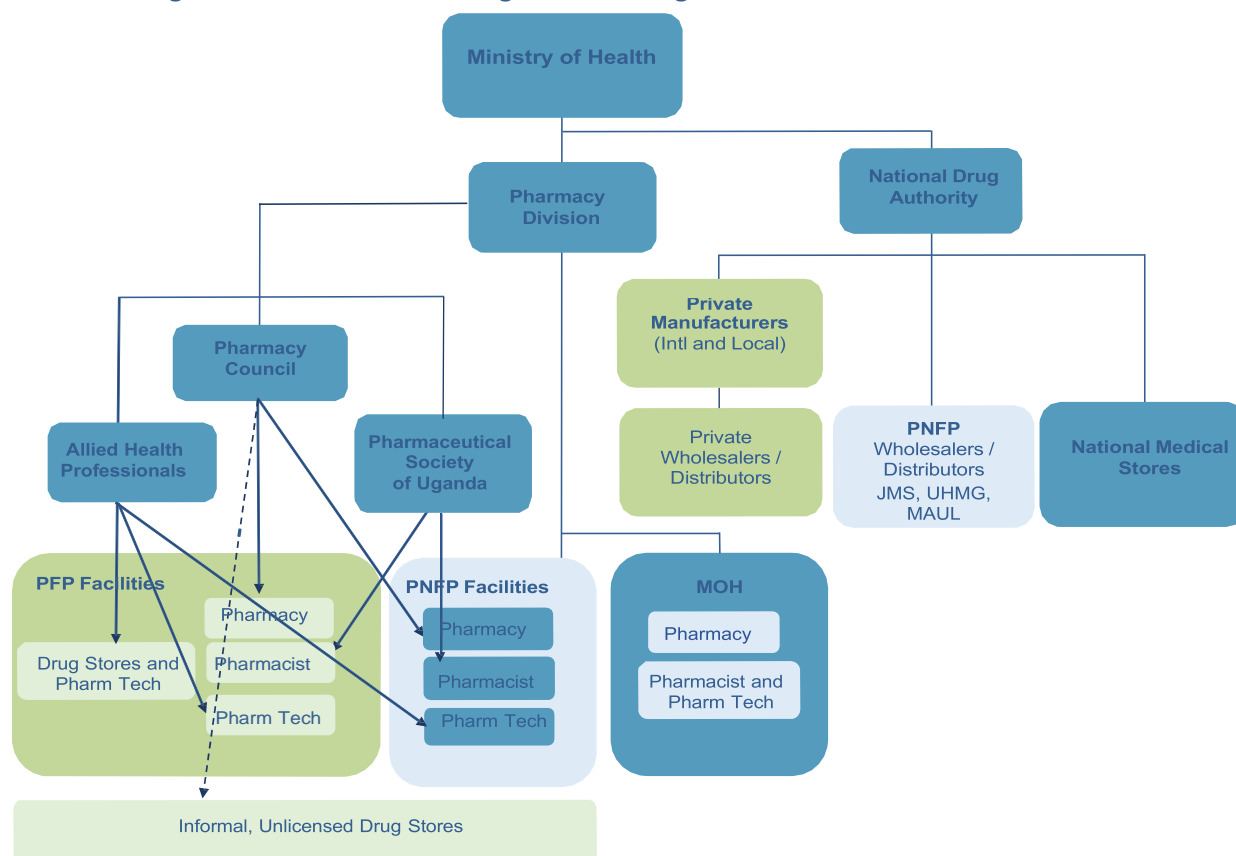 Ministry of Health
Pharmacy
Division
National Drug
Authority
Private
Manufacturers
(Intl and Local)
Pharmacy
Council
Allied Health
Professionals
Pharmaceutical
Society
of Uganda
Private
Wholesalers /
Distributors
PNFP
Wholesalers /
Distributors
JMS, UHMG,
MAUL
National Medical
Stores
PFP Facilities
Pharmacy
Drug Stores and
Pharm Tech
Pharmacist
Pharm Tech
PNFP Facilities
Pharmacy
Pharmacist
Pharm Tech
MOH
Pharmacy
Pharmacist and
Pharm Tech
Informal, Unlicensed Drug Stores